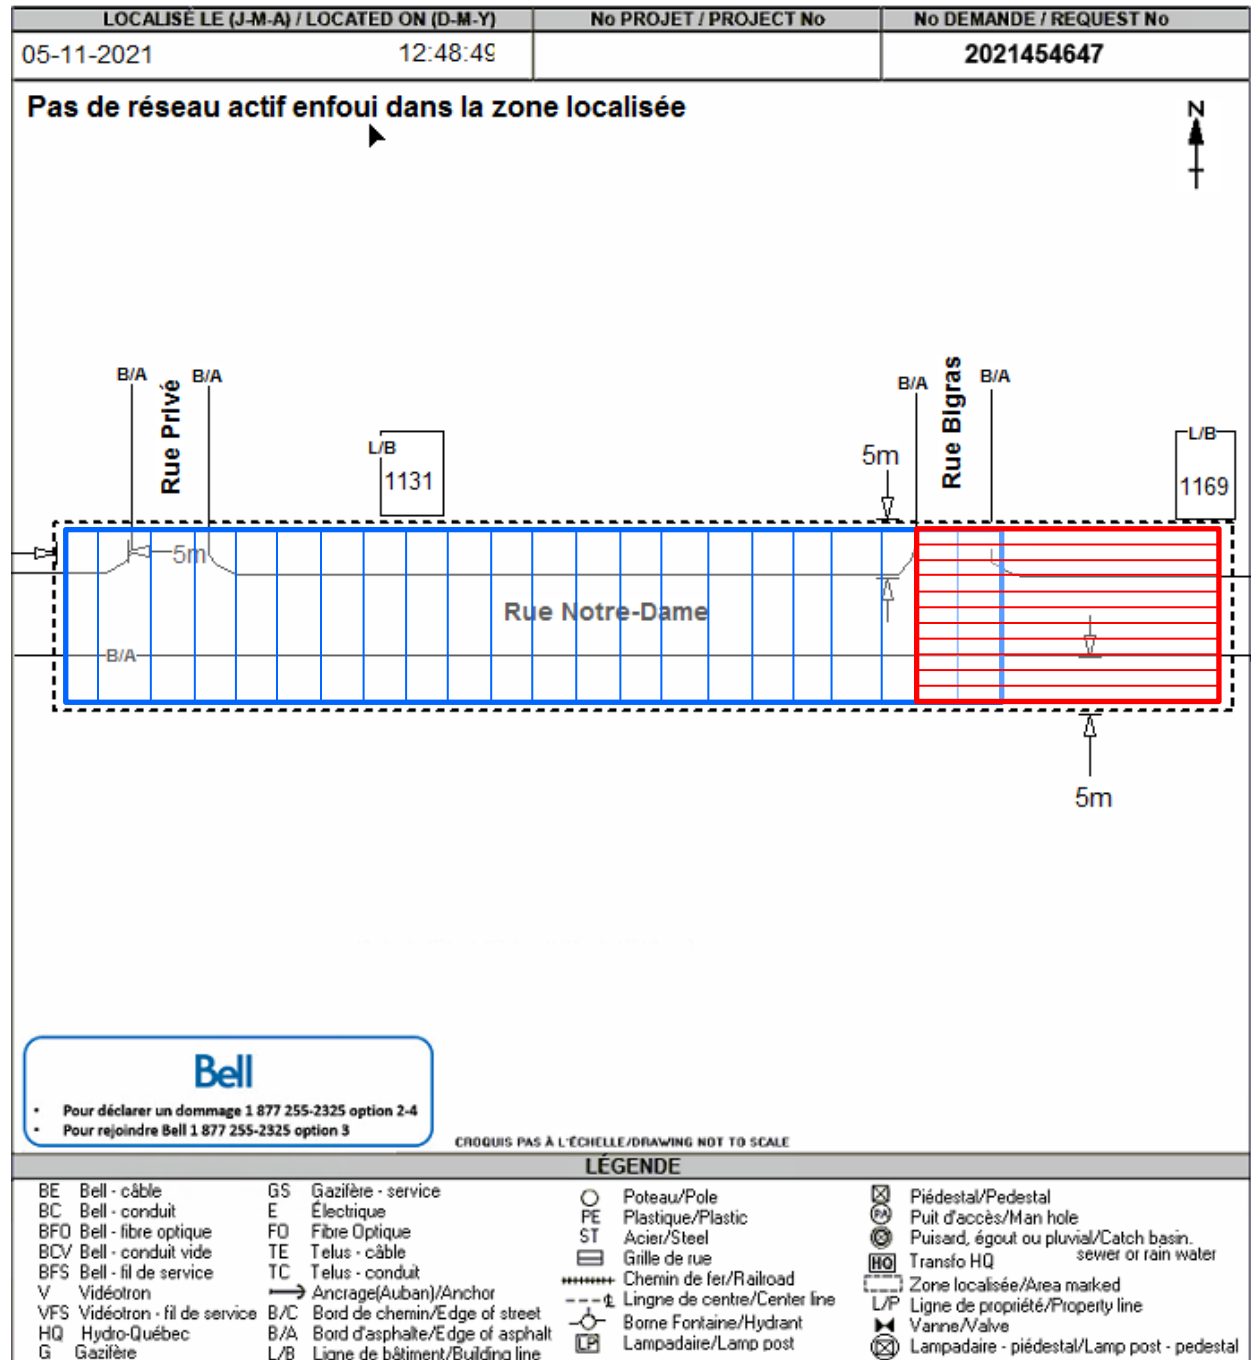 LOCALISÉ LE (J-M-A) / LOCATED ON (D-M-Y) No PROJET / PROJECT No No DEMANDE / REQUEST No
05-11-2021 12:48:49 2021454647
Pas de réseau actif enfoui dans la zone localisée
N
B/A Rue Privé B/A
B/A Rue BIgras B/A
L/B
1131
5m
L/B
1169
5m
Rue Notre-Dame
B/A
5m
Bell
• Pour déclarer un dommage 1 877 255-2325 option 2-4
• Pour rejoindre Bell 1 877 255-2325 option 3
CROQUIS PAS À L'ÉCHELLE/DRAWING NOT TO SCALE
LÉGENDE
BE Bell - câble
BC Bell - conduit
BFO Bell - fibre optique
BCV Bell - conduit vide
BFS Bell - fil de service
V Vidéotron
VFS Vidéotron - fil de service
HQ Hydro-Québec
G Gazifère
GS Gazifère - service
E Électrique
FO Fibre Optique
TE Telus - câble
TC Telus - conduit
Ancrage(Auban)/Anchor
B/C Bord de chemin/Edge of street
B/A Bord d'asphalte/Edge of asphalt
L/B Ligne de bâtiment/Building line
Poteau/Pole
PE Plastique/Plastic
ST Acier/Steel
Grille de rue
Chemin de fer/Railroad
Lingne de centre/Center line
Borne Fontaine/Hydrant
LP Lampadaire/Lamp post
Piédestal/Pedestal
PA Puit d'accès/Man hole
Puisard, égout ou pluvial/Catch basin.
sewer or rain water
HQ Transfo HQ
Zone localisée/Area marked
L/P Ligne de propriété/Property line
Vanne/Valve
Lampadaire - piédestal/Lamp post - pedestal